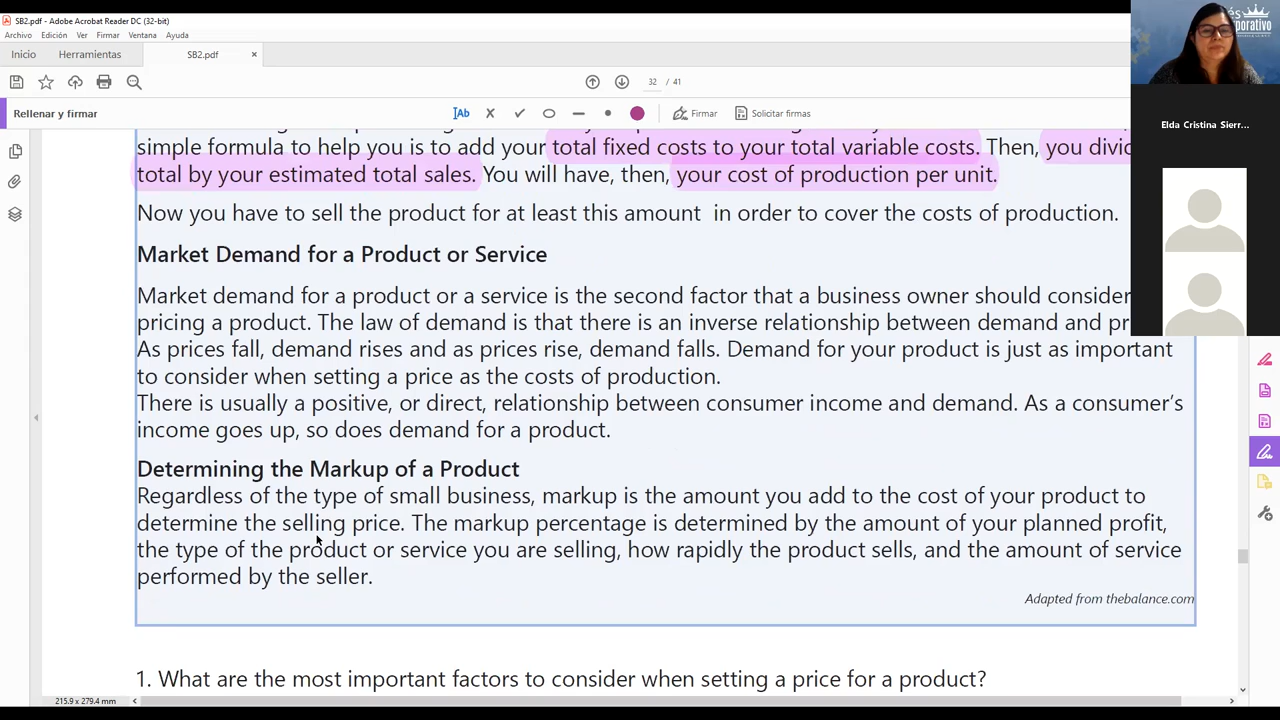 SB2.pdf - Adobe Acrobat Reader DC (32-bit)
Archivo Edición Ver Firmar Ventana Ayuda
Inicio Herramientas SB2.pdf ×
32 / 41
Rellenar y firmar
Ab Firmar Solicitar firmas
simple formula to help you is to add your total fixed costs to your total variable costs. Then, you divid
total by your estimated total sales. You will have, then, your cost of production per unit.
Now you have to sell the product for at least this amount in order to cover the costs of production.
Market Demand for a Product or Service
Market demand for a product or a service is the second factor that a business owner should consider
pricing a product. The law of demand is that there is an inverse relationship between demand and pr
As prices fall, demand rises and as prices rise, demand falls. Demand for your product is just as important
to consider when setting a price as the costs of production.
There is usually a positive, or direct, relationship between consumer income and demand. As a consumer's
income goes up, so does demand for a product.
Determining the Markup of a Product
Regardless of the type of small business, markup is the amount you add to the cost of your product to
determine the selling price. The markup percentage is determined by the amount of your planned profit,
the type of the product or service you are selling, how rapidly the product sells, and the amount of service
performed by the seller.
Adapted from thebalance.com
1. What are the most important factors to consider when setting a price for a product?
215.9 x 279.4 mm
és
porativo
Elda Cristina Sierr...